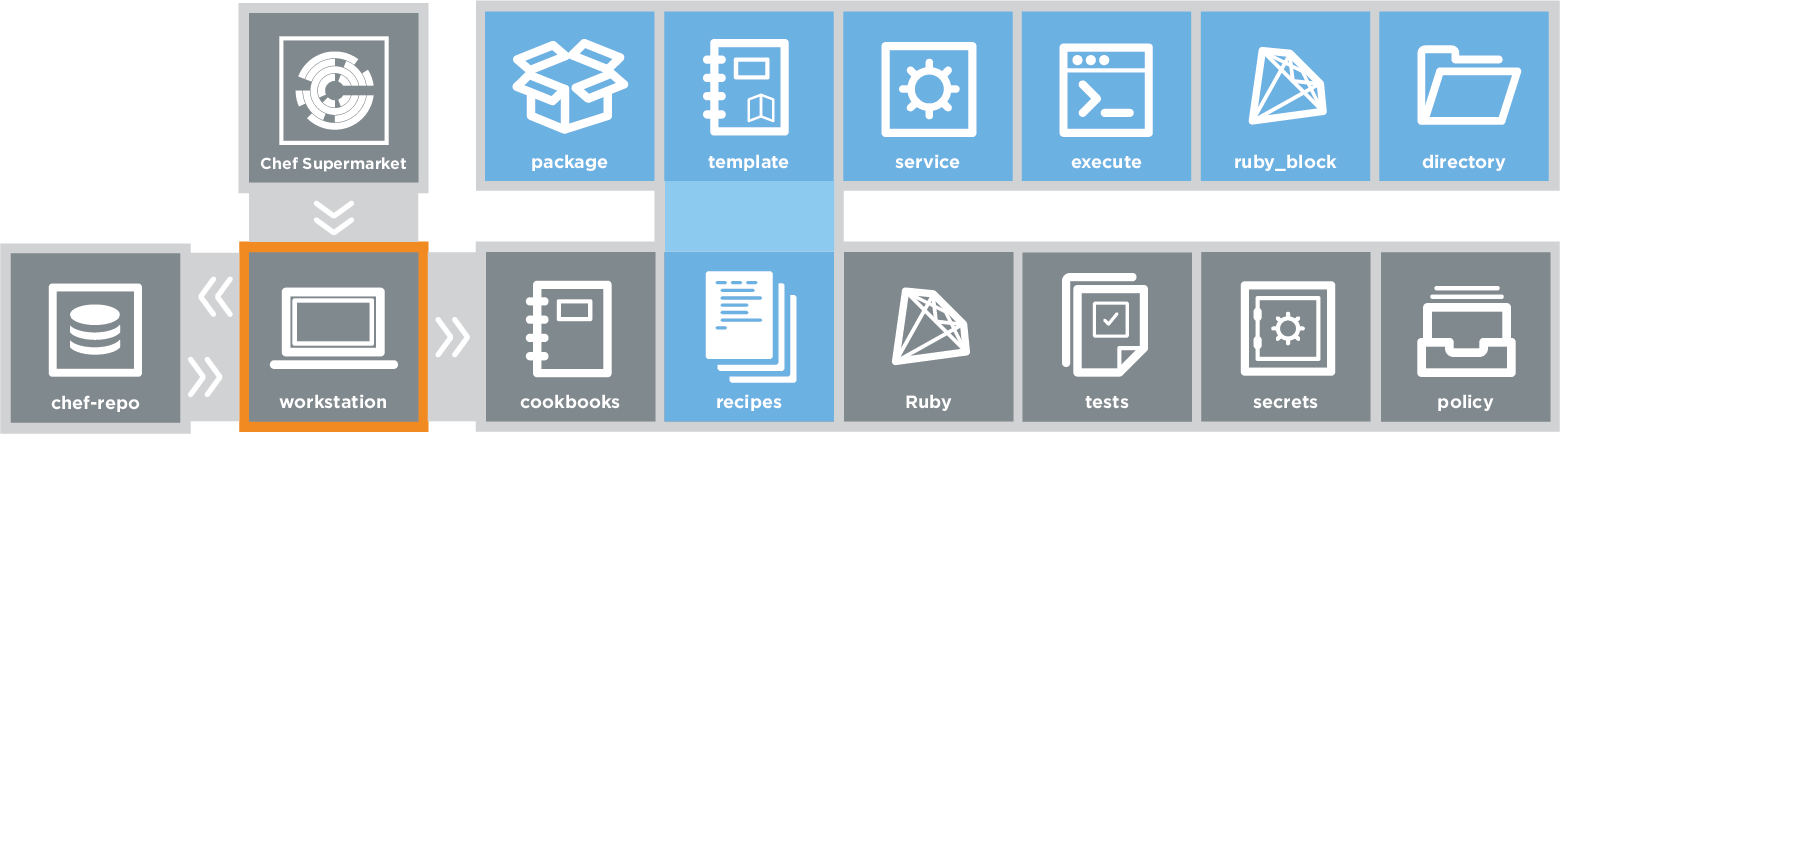 Chef Supermarket
package
template
service
execute
ruby_block
directory
chef-repo
workstation
cookbooks
recipes
Ruby
tests
secrets
policy